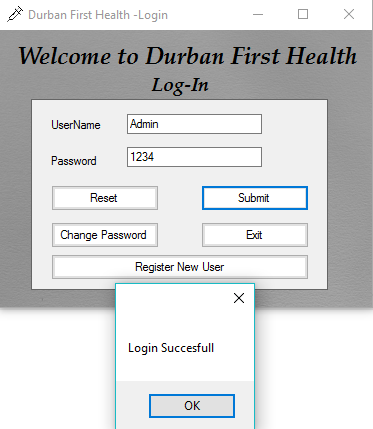 Durban First Health -Login
Welcome to Durban First Health
Log-In
UserName Admin
Password 1234
Reset Submit
Change Password Exit
Register New User
Login Succesfull
OK